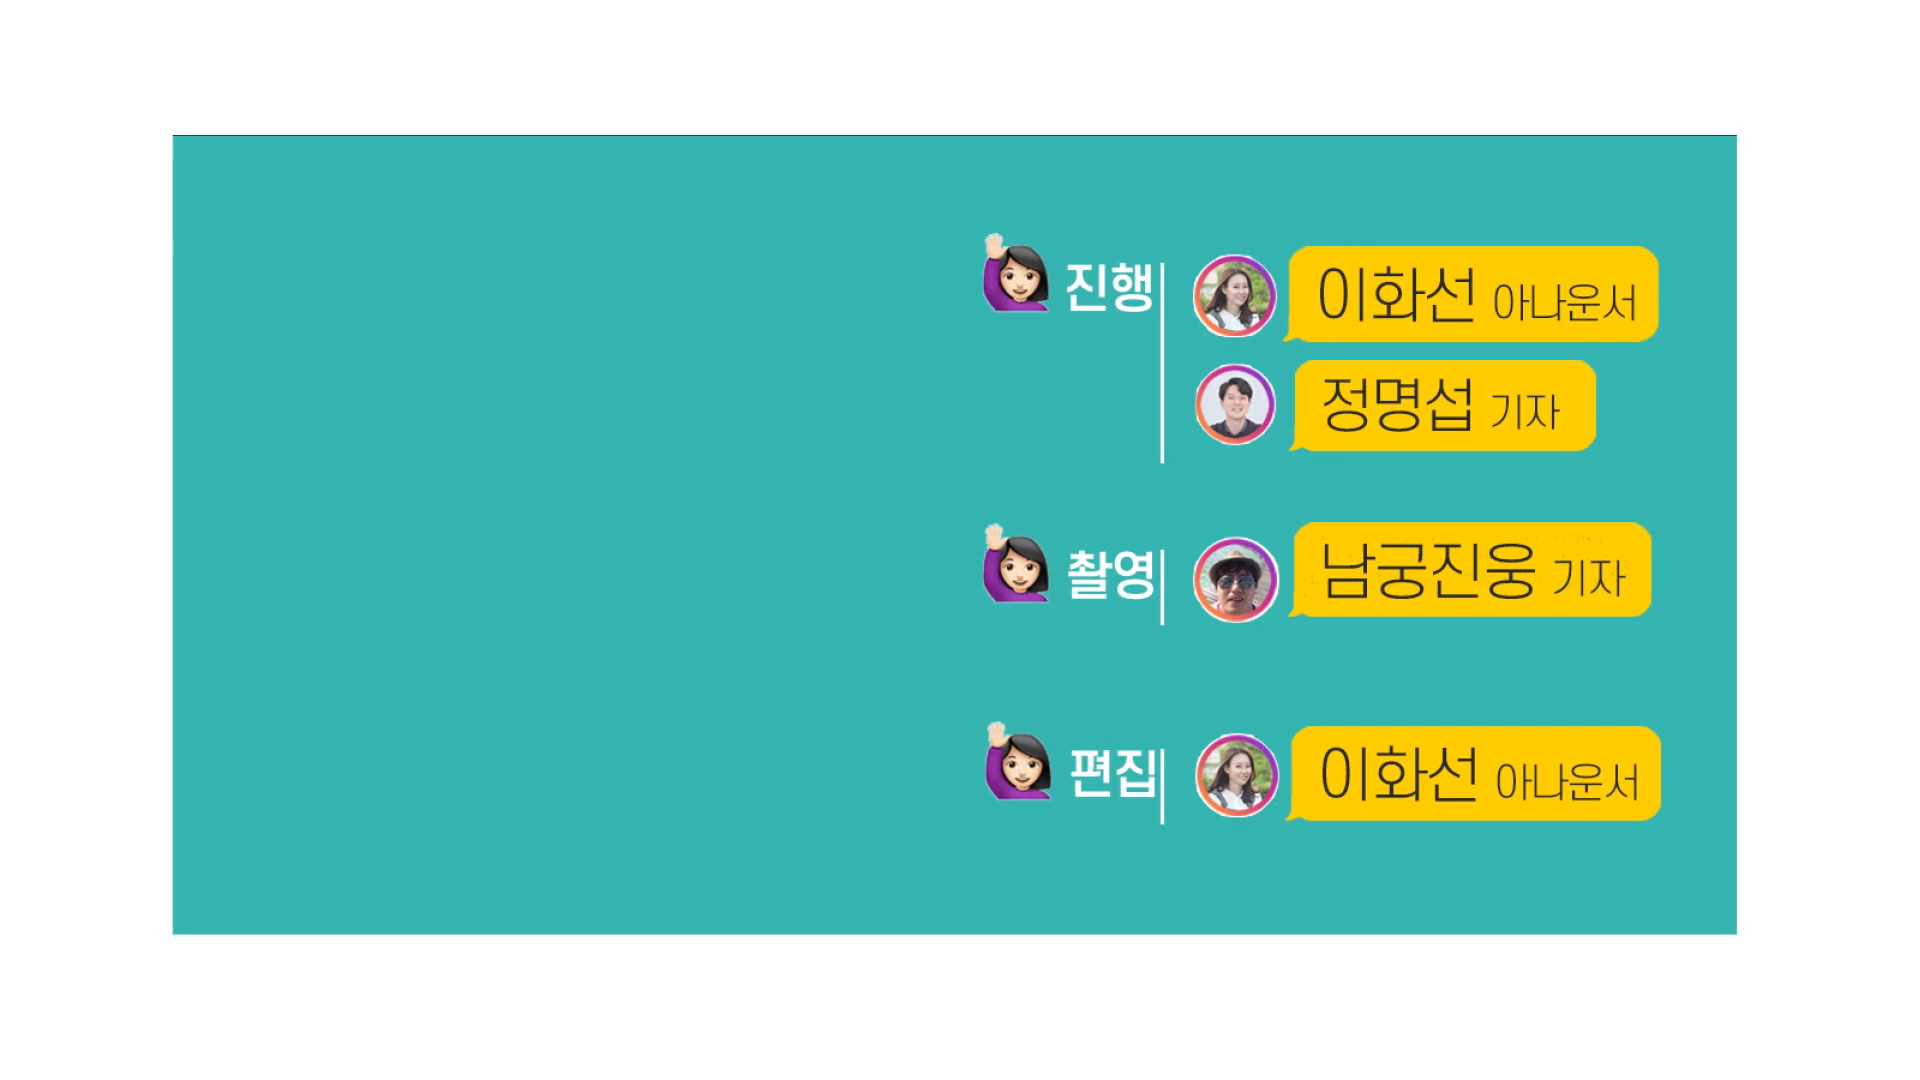 진행
이화선 아나운서
정명섭 기자
촬영
남궁진웅 기자
편집
이화선 아나운서